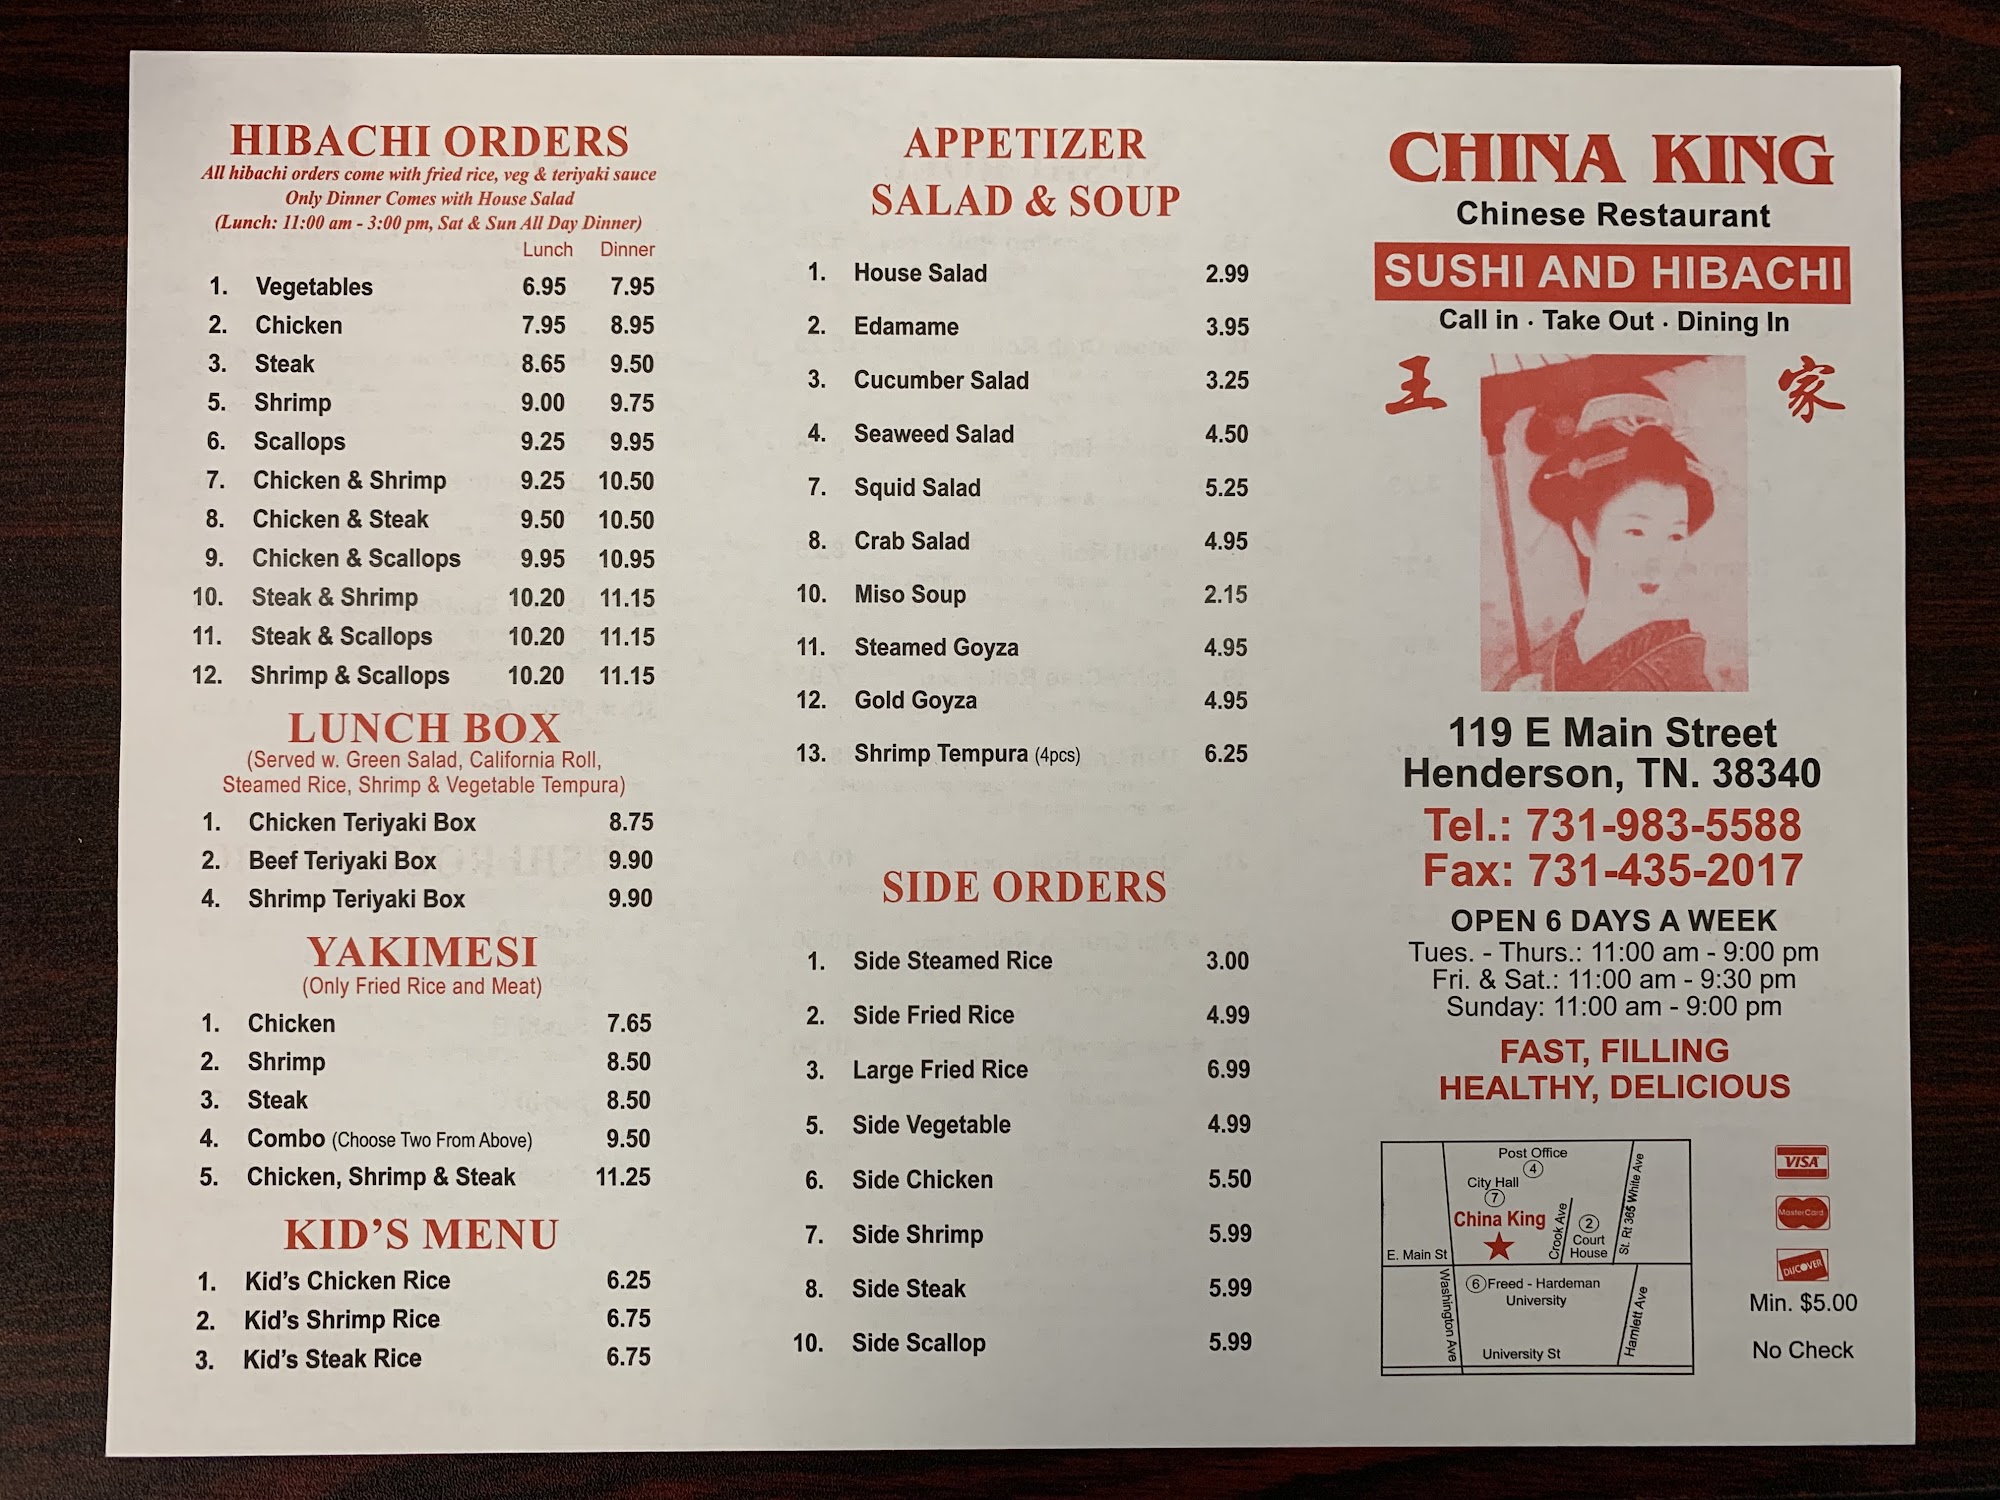 HIBACHI ORDERS
All hibachi orders come with fried rice, veg & teriyaki sauce
Only Dinner Comes with House Salad
(Lunch: 11:00 am - 3:00 pm, Sat & Sun All Day Dinner)
Lunch Dinner
1. Vegetables 6.95 7.95
2. Chicken 7.95 8.95
3. Steak 8.65 9.50
5. Shrimp 9.00 9.75
6. Scallops 9.25 9.95
7. Chicken & Shrimp 9.25 10.50
8. Chicken & Steak 9.50 10.50
9. Chicken & Scallops 9.95 10.95
10. Steak & Shrimp 10.20 11.15
11. Steak & Scallops 10.20 11.15
12. Shrimp & Scallops 10.20 11.15
LUNCH BOX
(Served w. Green Salad, California Roll,
Steamed Rice, Shrimp & Vegetable Tempura)
1. Chicken Teriyaki Box 8.75
2. Beef Teriyaki Box 9.90
4. Shrimp Teriyaki Box 9.90
YAKIMESI
(Only Fried Rice and Meat)
1. Chicken 7.65
2. Shrimp 8.50
3. Steak 8.50
4. Combo (Choose Two From Above) 9.50
5. Chicken, Shrimp & Steak 11.25
KID'S MENU
1. Kid's Chicken Rice 6.25
2. Kid's Shrimp Rice 6.75
3. Kid's Steak Rice 6.75
APPETIZER
SALAD & SOUP
1. House Salad 2.99
2. Edamame 3.95
3. Cucumber Salad 3.25
4. Seaweed Salad 4.50
7. Squid Salad 5.25
8. Crab Salad 4.95
10. Miso Soup 2.15
11. Steamed Goyza 4.95
12. Gold Goyza 4.95
13. Shrimp Tempura (4pcs) 6.25
SIDE ORDERS
1. Side Steamed Rice 3.00
2. Side Fried Rice 4.99
3. Large Fried Rice 6.99
5. Side Vegetable 4.99
6. Side Chicken 5.50
7. Side Shrimp 5.99
8. Side Steak 5.99
10. Side Scallop 5.99
CHINA KING
Chinese Restaurant
SUSHI AND HIBACHI
Call in · Take Out · Dining In
王 家
119 E Main Street
Henderson, TN. 38340
Tel.: 731-983-5588
Fax: 731-435-2017
OPEN 6 DAYS A WEEK
Tues. - Thurs.: 11:00 am - 9:00 pm
Fri. & Sat.: 11:00 am - 9:30 pm
Sunday: 11:00 am - 9:00 pm
FAST, FILLING
HEALTHY, DELICIOUS
Post Office
4
City Hall
7
China King
Crook Ave
2
Court
House
St. Rt 365 White Ave
E. Main St
Washington Ave
6 Freed - Hardeman
University
Hamlett Ave
University St
VISA
MasterCard
DISCOVER
Min. $5.00
No Check